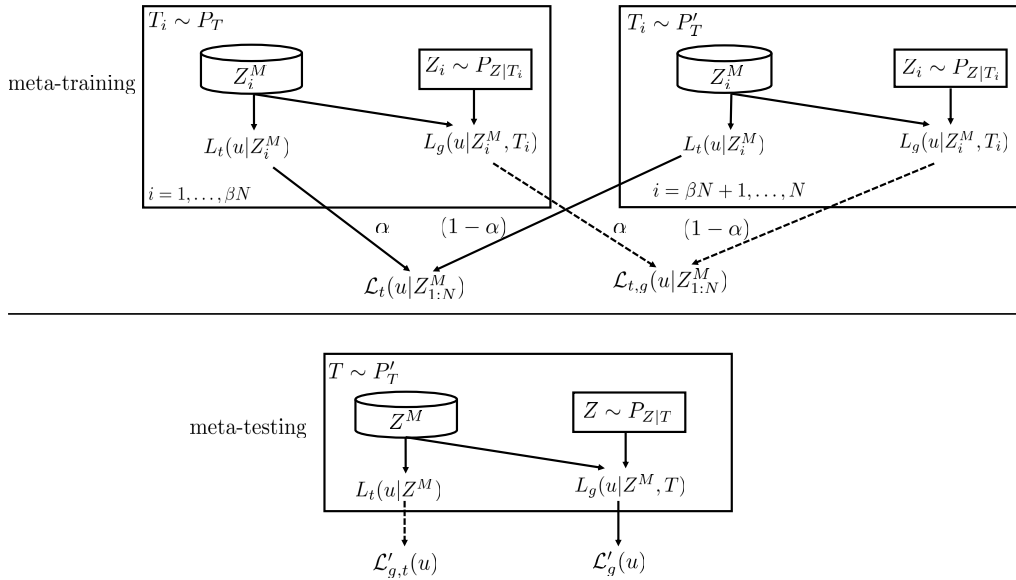 T_i ∼ P_T
T_i ∼ P'_T
Z_i^M
Z_i ∼ P_{Z|T_i}
Z_i^M
Z_i ∼ P_{Z|T_i}
meta-training
L_t(u|Z_i^M)
L_g(u|Z_i^M, T_i)
L_t(u|Z_i^M)
L_g(u|Z_i^M, T_i)
i = 1, . . . , βN
i = βN + 1, . . . , N
α
(1 − α)
α
(1 − α)
ℒ_t(u|Z_{1:N}^M)
ℒ_{t,g}(u|Z_{1:N}^M)
T ∼ P'_T
Z^M
Z ∼ P_{Z|T}
meta-testing
L_t(u|Z^M)
L_g(u|Z^M, T)
ℒ'_{g,t}(u)
ℒ'_g(u)